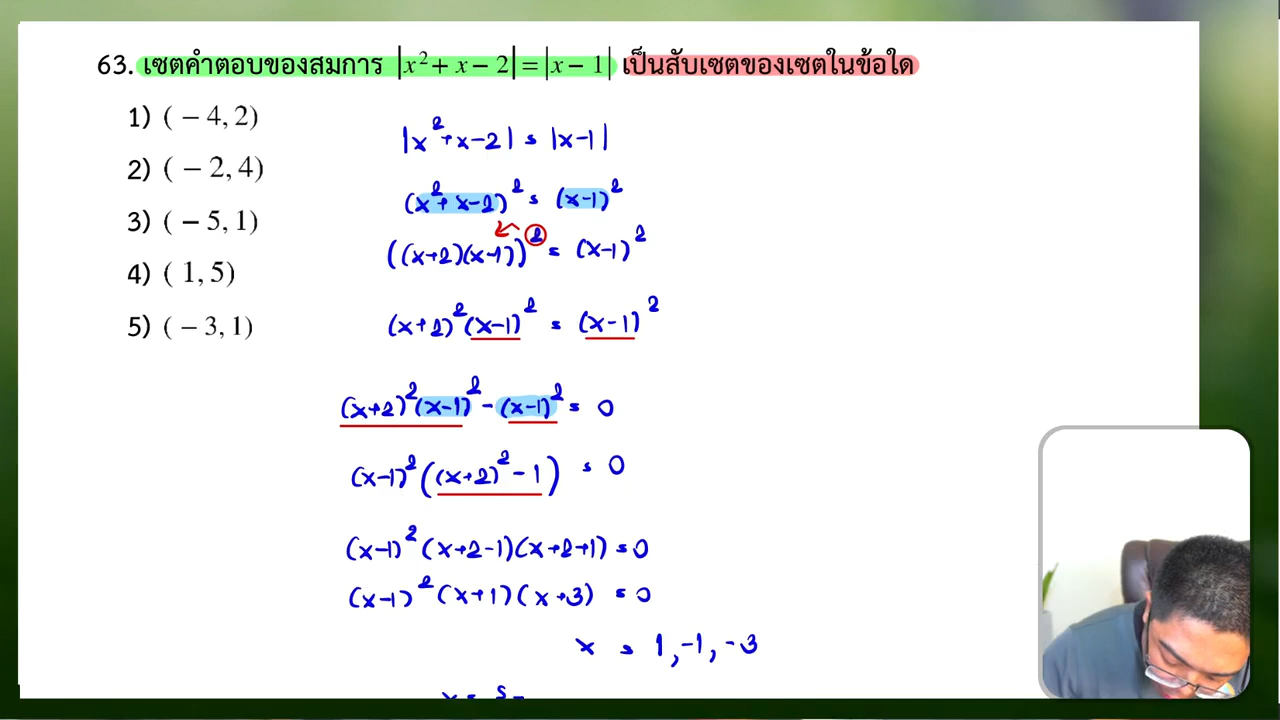 63. เซตคำตอบของสมการ |x² + x − 2| = |x − 1| เป็นสับเซตของเซตในข้อใด
1) ( − 4, 2)
2) ( − 2, 4)
3) ( − 5, 1)
4) ( 1, 5)
5) ( − 3, 1)
|x² + x − 2| = |x − 1|
(x² + x − 2)² = (x − 1)²
((x+2)(x−1))² = (x−1)²
(x+2)²(x−1)² = (x−1)²
(x+2)²(x−1)² − (x−1)² = 0
(x−1)²((x+2)² − 1) = 0
(x−1)²(x+2−1)(x+2+1) = 0
(x−1)²(x+1)(x+3) = 0
x = 1, −1, −3